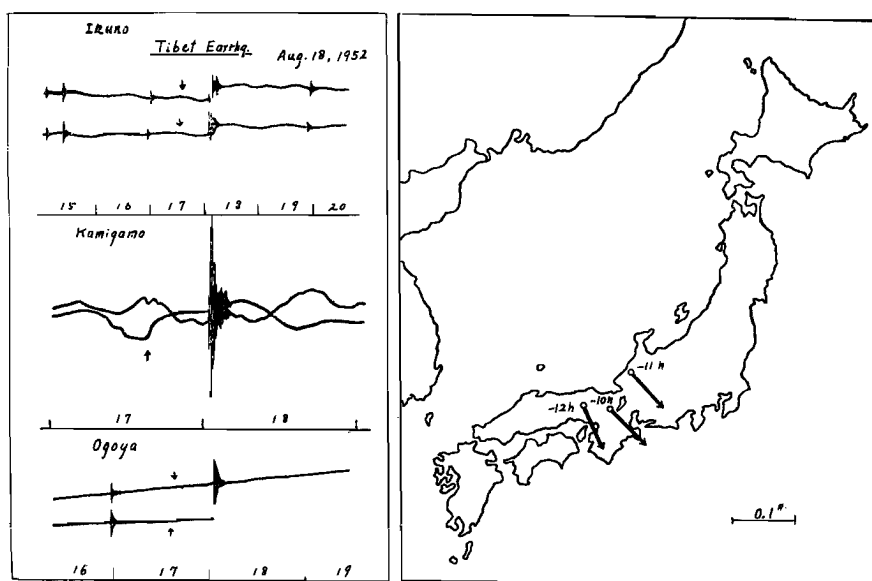 Ikuno
Tibet Earthq.
Aug. 18, 1952
15 16 17 18 19 20
Kamigamo
17 18
Ogoya
16 17 18 19
-11h
-12h -10h
0.1"